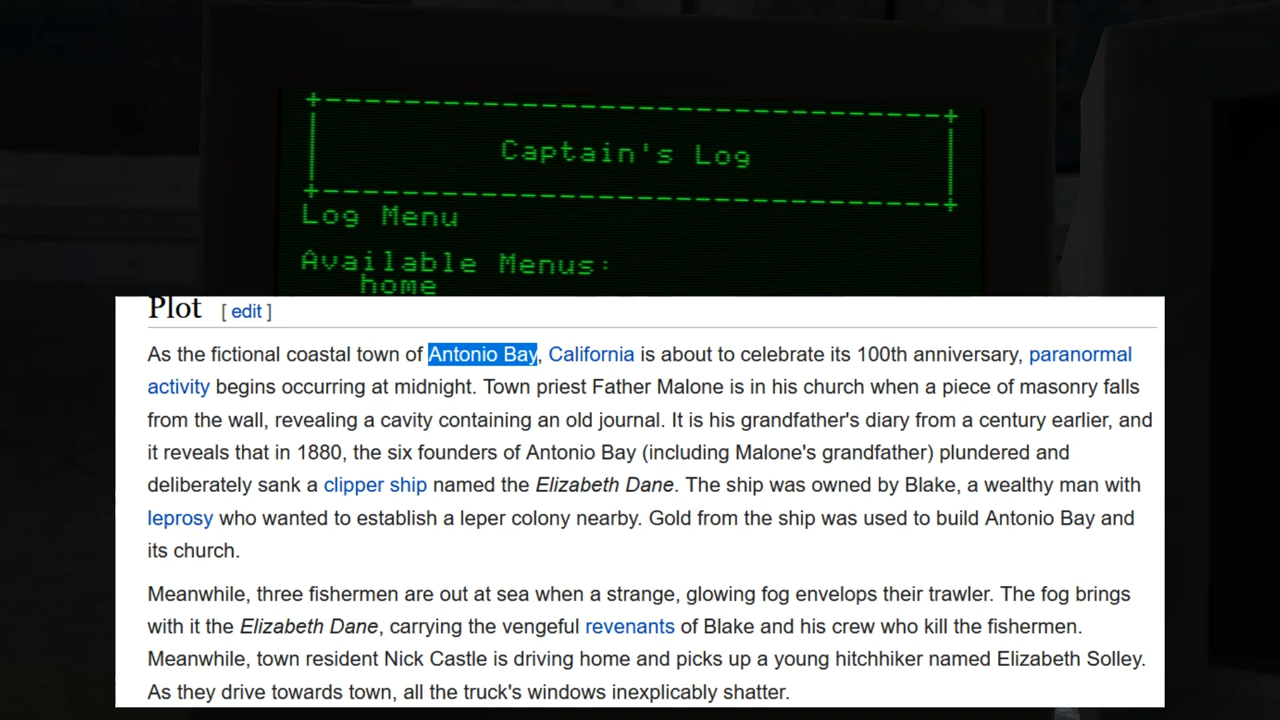 +--------------------------------+
Captain's Log
+--------------------------------+
Log Menu
Available Menus:
home
Plot [ edit ]
As the fictional coastal town of Antonio Bay, California is about to celebrate its 100th anniversary, paranormal
activity begins occurring at midnight. Town priest Father Malone is in his church when a piece of masonry falls
from the wall, revealing a cavity containing an old journal. It is his grandfather's diary from a century earlier, and
it reveals that in 1880, the six founders of Antonio Bay (including Malone's grandfather) plundered and
deliberately sank a clipper ship named the Elizabeth Dane. The ship was owned by Blake, a wealthy man with
leprosy who wanted to establish a leper colony nearby. Gold from the ship was used to build Antonio Bay and
its church.
Meanwhile, three fishermen are out at sea when a strange, glowing fog envelops their trawler. The fog brings
with it the Elizabeth Dane, carrying the vengeful revenants of Blake and his crew who kill the fishermen.
Meanwhile, town resident Nick Castle is driving home and picks up a young hitchhiker named Elizabeth Solley.
As they drive towards town, all the truck's windows inexplicably shatter.